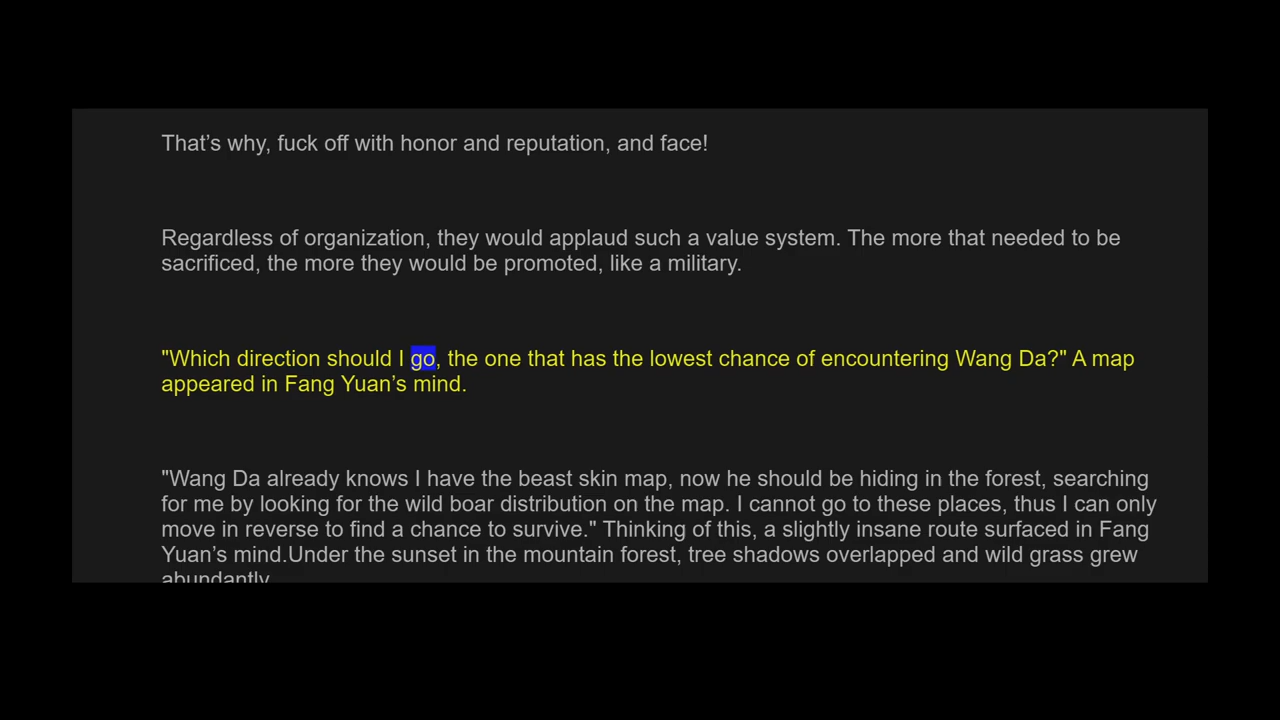 That’s why, fuck off with honor and reputation, and face!
Regardless of organization, they would applaud such a value system. The more that needed to be
sacrificed, the more they would be promoted, like a military.
"Which direction should I go, the one that has the lowest chance of encountering Wang Da?" A map
appeared in Fang Yuan’s mind.
"Wang Da already knows I have the beast skin map, now he should be hiding in the forest, searching
for me by looking for the wild boar distribution on the map. I cannot go to these places, thus I can only
move in reverse to find a chance to survive." Thinking of this, a slightly insane route surfaced in Fang
Yuan’s mind.Under the sunset in the mountain forest, tree shadows overlapped and wild grass grew
abundantly.